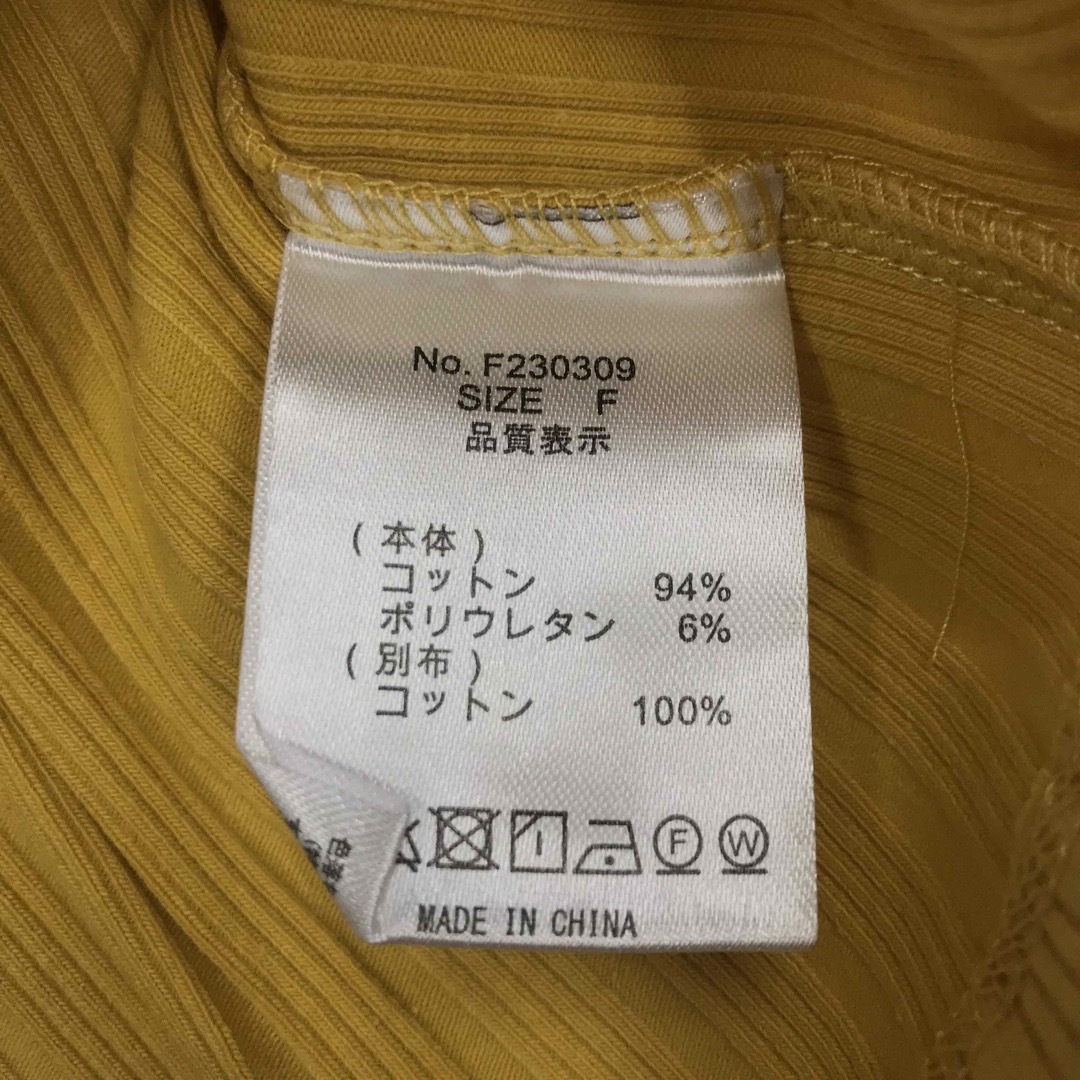 No. F230309
SIZE F
品質表示
(本体)
コットン 94%
ポリウレタン 6%
(別布)
コットン 100%
F W
MADE IN CHINA